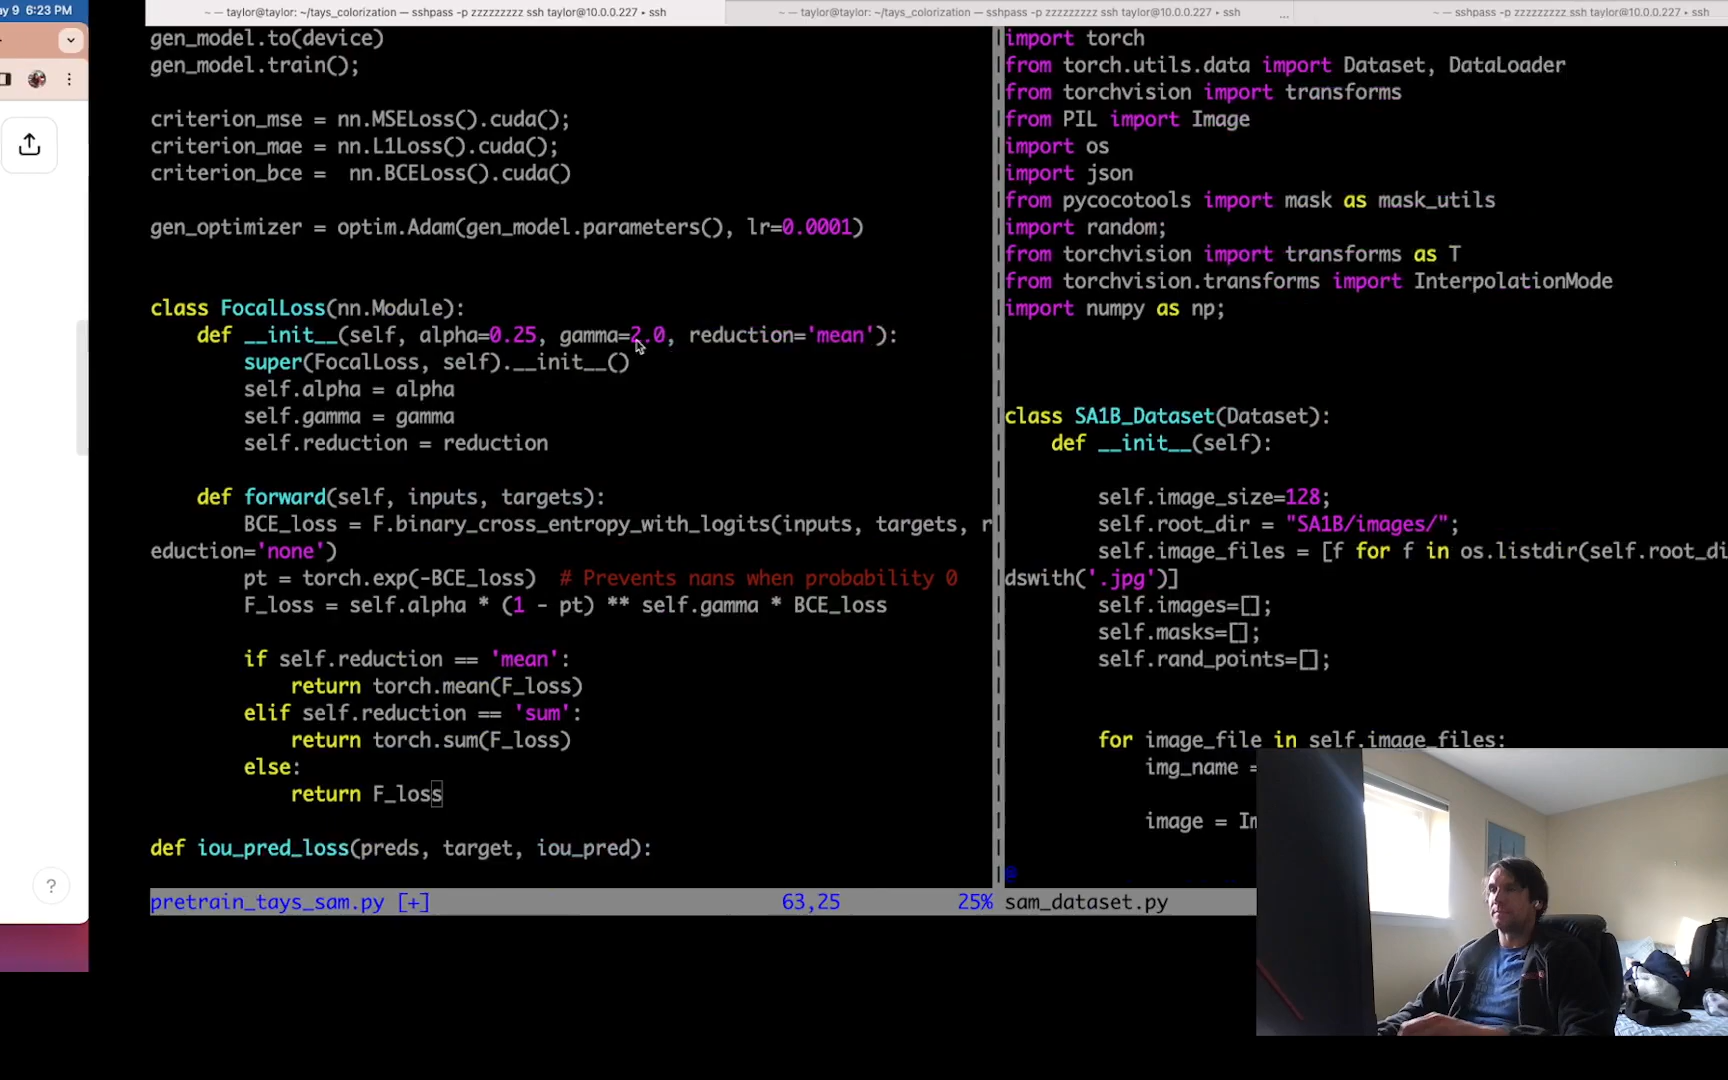 ay 9 6:23 PM
~ — taylor@taylor: ~/tays_colorization — sshpass -p zzzzzzzzz ssh taylor@10.0.0.227 ▸ ssh
~ — taylor@taylor: ~/tays_colorization — sshpass -p zzzzzzzzz ssh taylor@10.0.0.227 ▸ ssh
...
~ — sshpass -p zzzzzzzzz ssh taylor@10.0.0.227 ▸ ssh
gen_model.to(device)
gen_model.train();
criterion_mse = nn.MSELoss().cuda();
criterion_mae = nn.L1Loss().cuda();
criterion_bce =  nn.BCELoss().cuda()
gen_optimizer = optim.Adam(gen_model.parameters(), lr=0.0001)
class FocalLoss(nn.Module):
    def __init__(self, alpha=0.25, gamma=2.0, reduction='mean'):
        super(FocalLoss, self).__init__()
        self.alpha = alpha
        self.gamma = gamma
        self.reduction = reduction
    def forward(self, inputs, targets):
        BCE_loss = F.binary_cross_entropy_with_logits(inputs, targets, r
eduction='none')
        pt = torch.exp(-BCE_loss)  # Prevents nans when probability 0
        F_loss = self.alpha * (1 - pt) ** self.gamma * BCE_loss
        if self.reduction == 'mean':
            return torch.mean(F_loss)
        elif self.reduction == 'sum':
            return torch.sum(F_loss)
        else:
            return F_loss
def iou_pred_loss(preds, target, iou_pred):
pretrain_tays_sam.py [+] 63,25 25%
import torch
from torch.utils.data import Dataset, DataLoader
from torchvision import transforms
from PIL import Image
import os
import json
from pycocotools import mask as mask_utils
import random;
from torchvision import transforms as T
from torchvision.transforms import InterpolationMode
import numpy as np;
class SA1B_Dataset(Dataset):
    def __init__(self):
        self.image_size=128;
        self.root_dir = "SA1B/images/";
        self.image_files = [f for f in os.listdir(self.root_di
dswith('.jpg')]
        self.images=[];
        self.masks=[];
        self.rand_points=[];
        for image_file in self.image_files:
            img_name =
            image = Im
@
sam_dataset.py
?